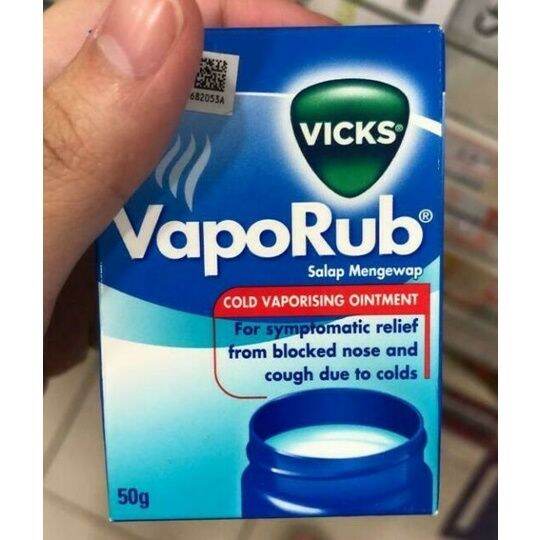 682053A
VICKS®
VapoRub®
Salap Mengewap
COLD VAPORISING OINTMENT
For symptomatic relief
from blocked nose and
cough due to colds
50g